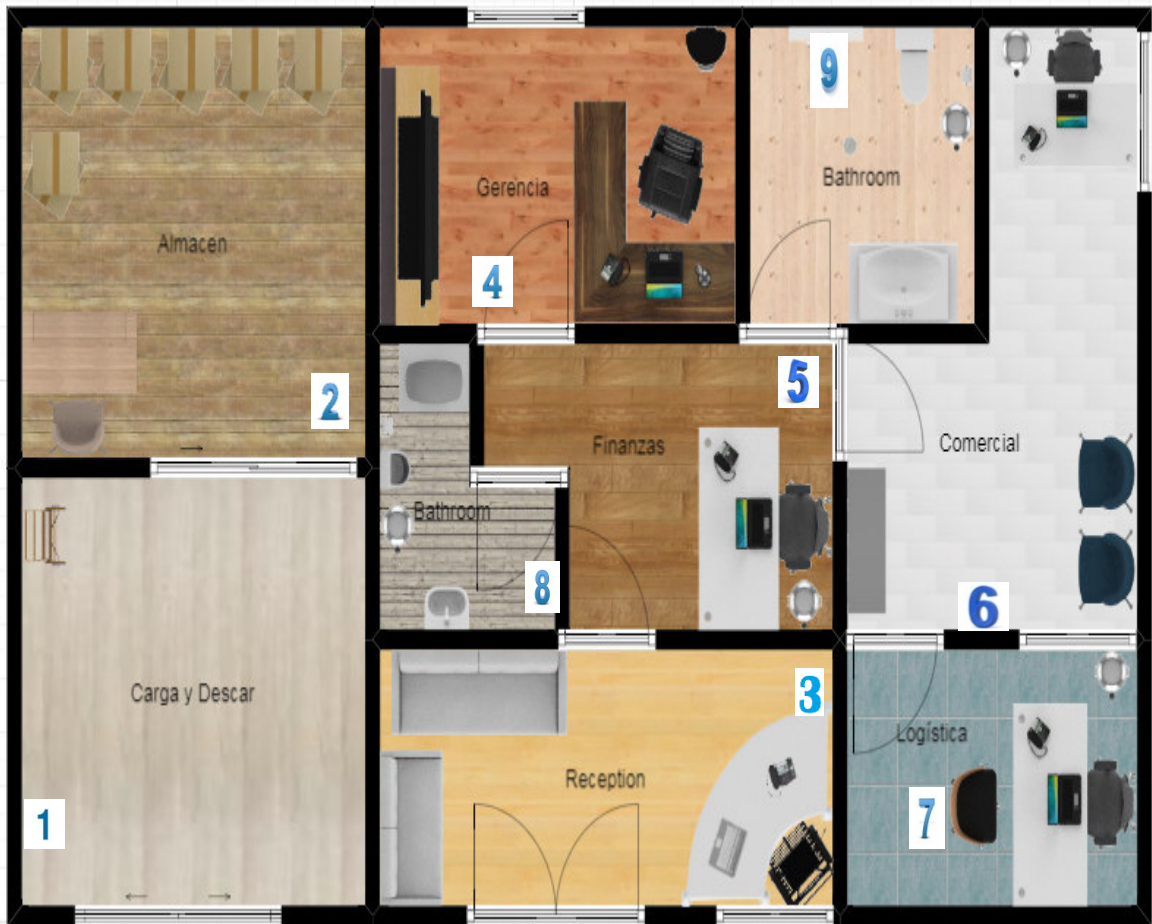 9
Gerencia
Bathroom
Almacen
4
5
2
Finanzas
Comercial
Bathroom
8
6
3
Carga y Descar
Logística
Reception
1
7